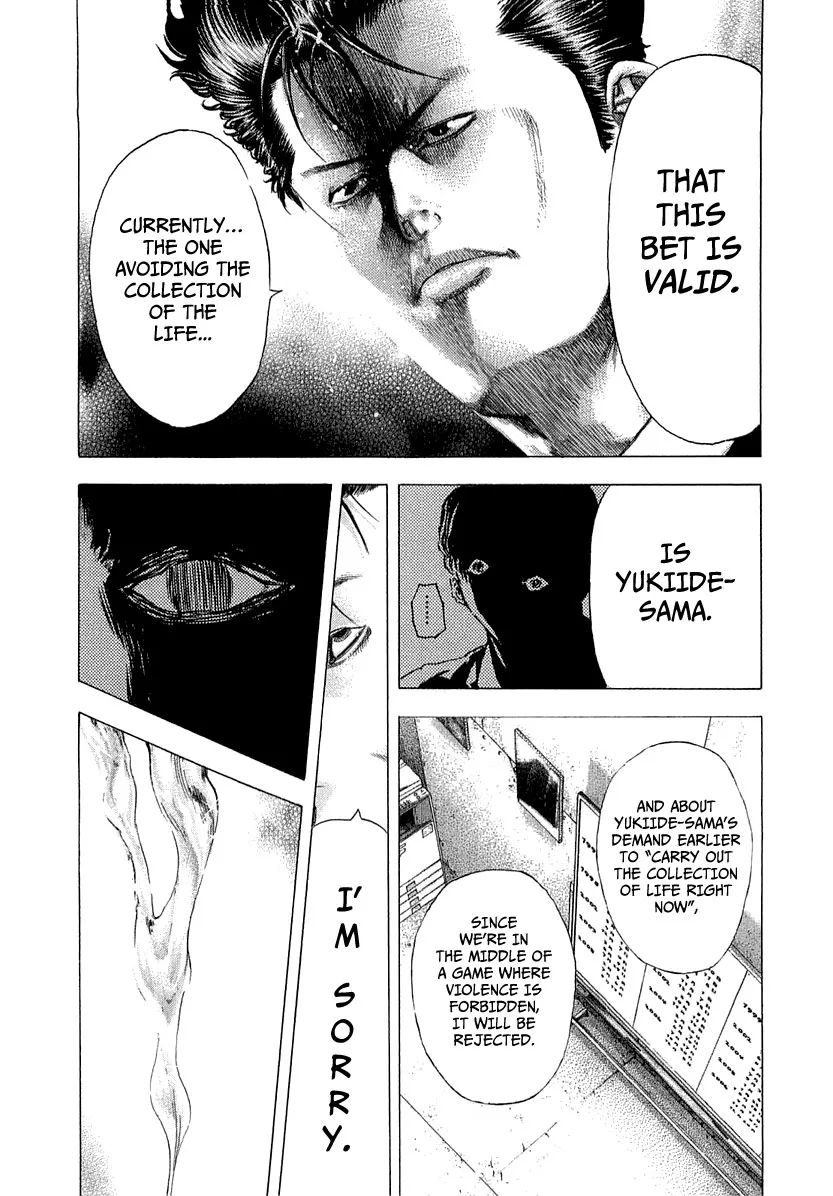 THAT
THIS
BET IS
VALID.
CURRENTLY...
THE ONE
AVOIDING THE
COLLECTION
OF THE
LIFE...
IS
YUKIIDE-
SAMA.
AND ABOUT
YUKIIDE-SAMA'S
DEMAND EARLIER
TO "CARRY OUT
THE COLLECTION
OF LIFE RIGHT
NOW",
SINCE
WE'RE IN
THE MIDDLE OF
A GAME WHERE
VIOLENCE IS
FORBIDDEN,
IT WILL BE
REJECTED.
I'M SORRY.